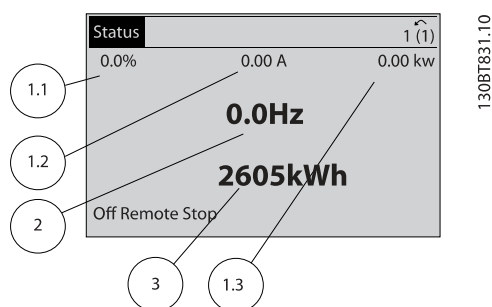 Status
1 (1)
0.0% 0.00 A 0.00 kw
0.0Hz
2605kWh
Off Remote Stop
1.1
1.2
2
3
1.3
130BT831.10